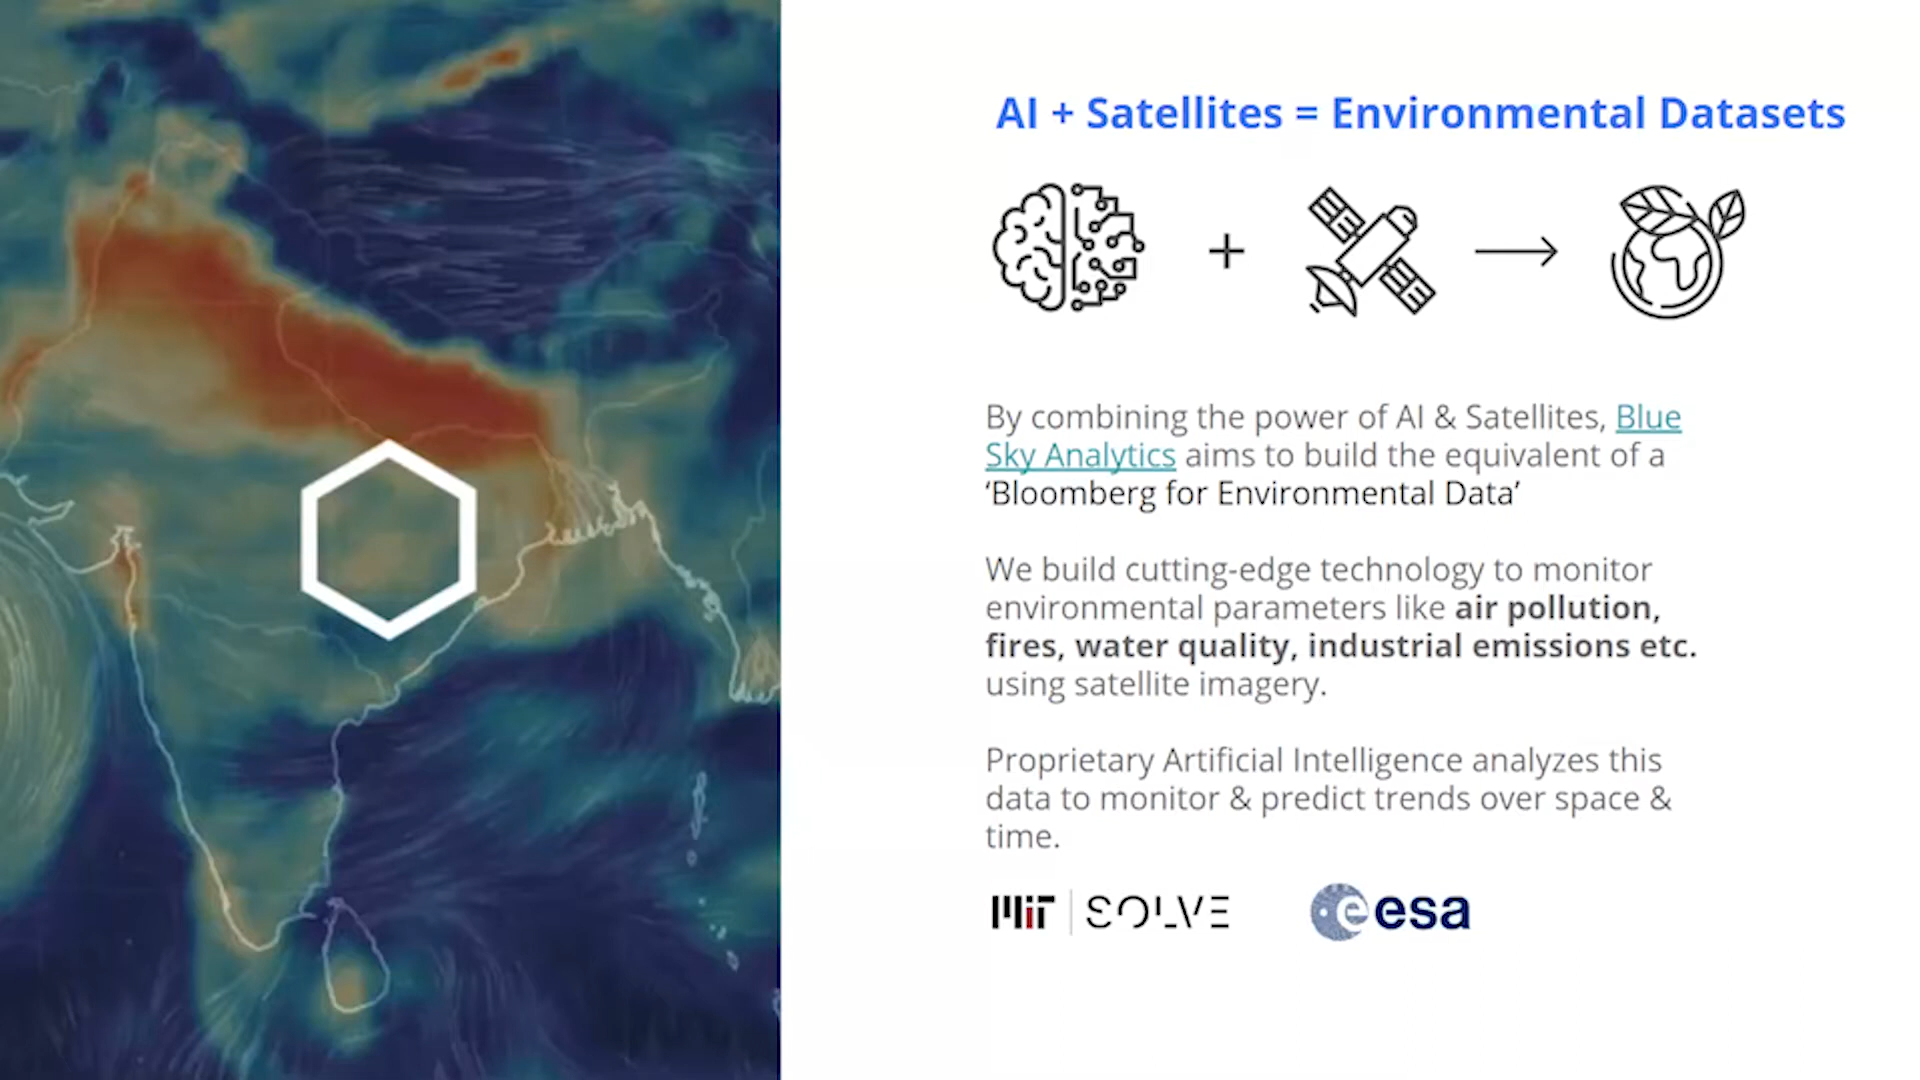 AI + Satellites = Environmental Datasets
By combining the power of AI & Satellites, Blue
Sky Analytics aims to build the equivalent of a
‘Bloomberg for Environmental Data’
We build cutting-edge technology to monitor
environmental parameters like air pollution,
fires, water quality, industrial emissions etc.
using satellite imagery.
Proprietary Artificial Intelligence analyzes this
data to monitor & predict trends over space &
time.
MIT | SOLVE
esa